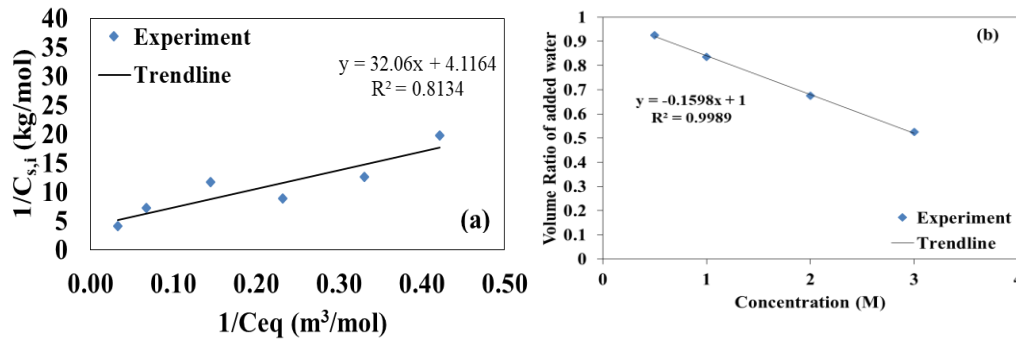 40
35
30
25
20
15
10
5
0
1/Cs,i (kg/mol)
Experiment
Trendline
y = 32.06x + 4.1164
R² = 0.8134
(a)
0.00 0.10 0.20 0.30 0.40 0.50
1/Ceq (m³/mol)
1
0.9
0.8
0.7
0.6
0.5
0.4
0.3
0.2
0.1
0
Volume Ratio of added water
(b)
y = -0.1598x + 1
R² = 0.9989
Experiment
Trendline
0 1 2 3 4
Concentration (M)